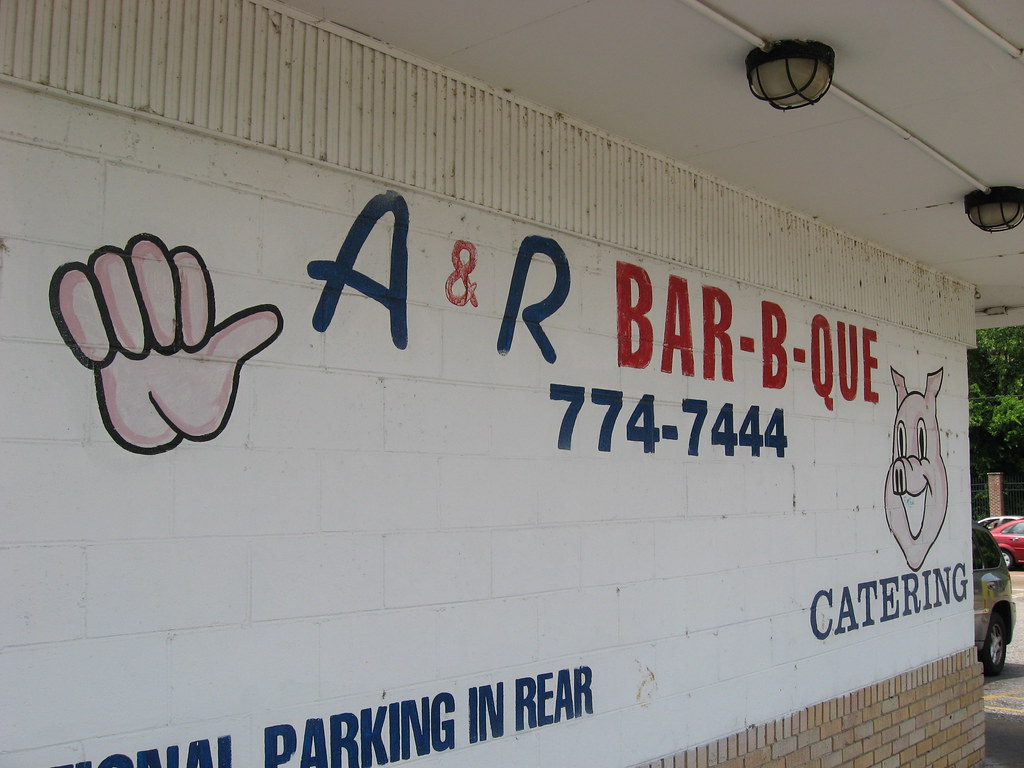 A & R BAR-B-QUE
774-7444
CATERING
PARKING IN REAR